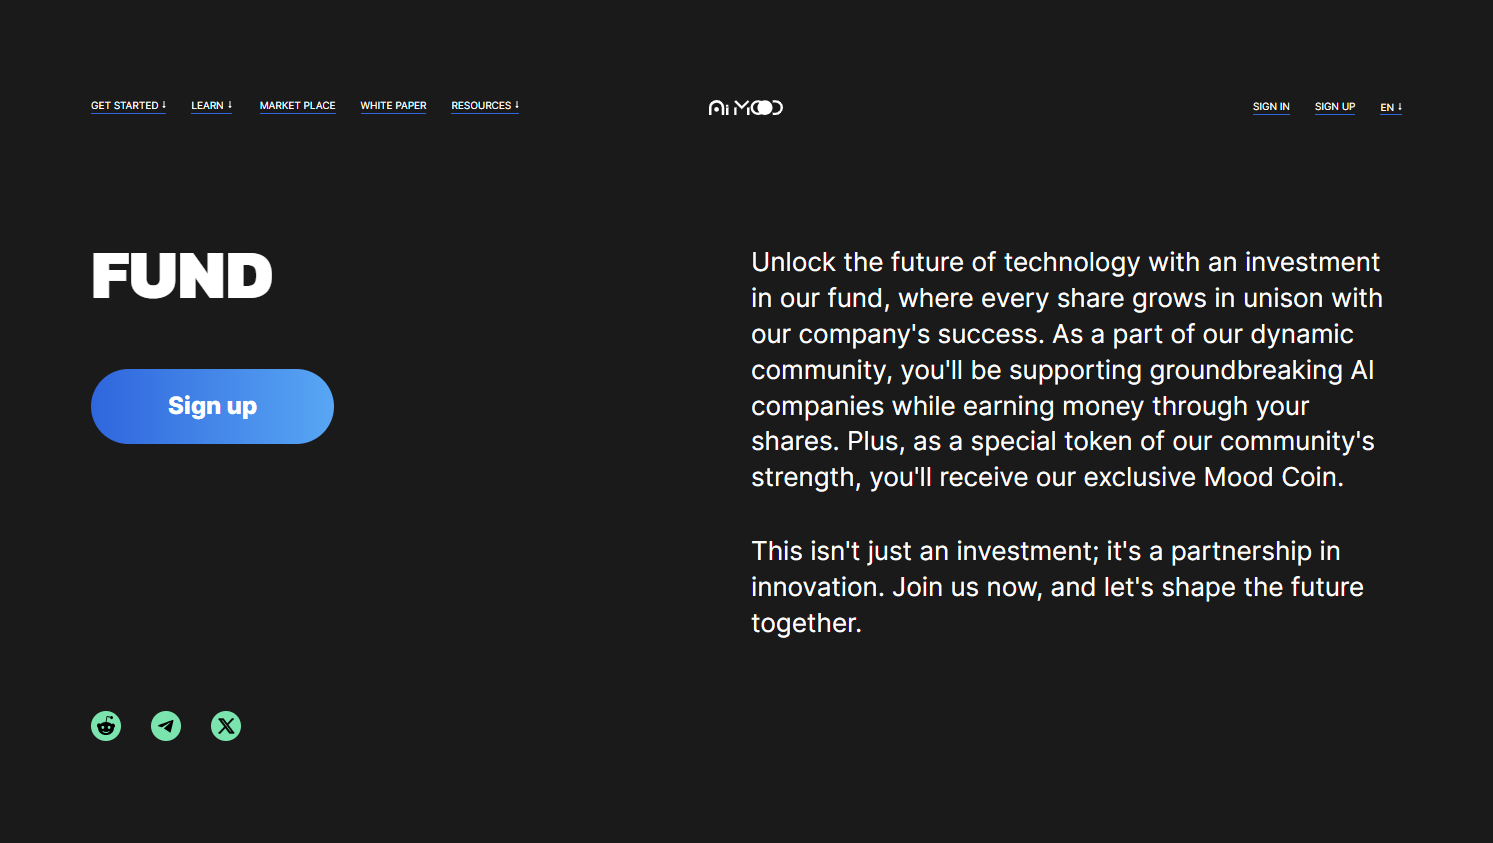 GET STARTED ↓ LEARN ↓ MARKET PLACE WHITE PAPER RESOURCES ↓ Ai MOOD SIGN IN SIGN UP EN ↓
FUND
Sign up
Unlock the future of technology with an investment
in our fund, where every share grows in unison with
our company's success. As a part of our dynamic
community, you'll be supporting groundbreaking AI
companies while earning money through your
shares. Plus, as a special token of our community's
strength, you'll receive our exclusive Mood Coin.
This isn't just an investment; it's a partnership in
innovation. Join us now, and let's shape the future
together.